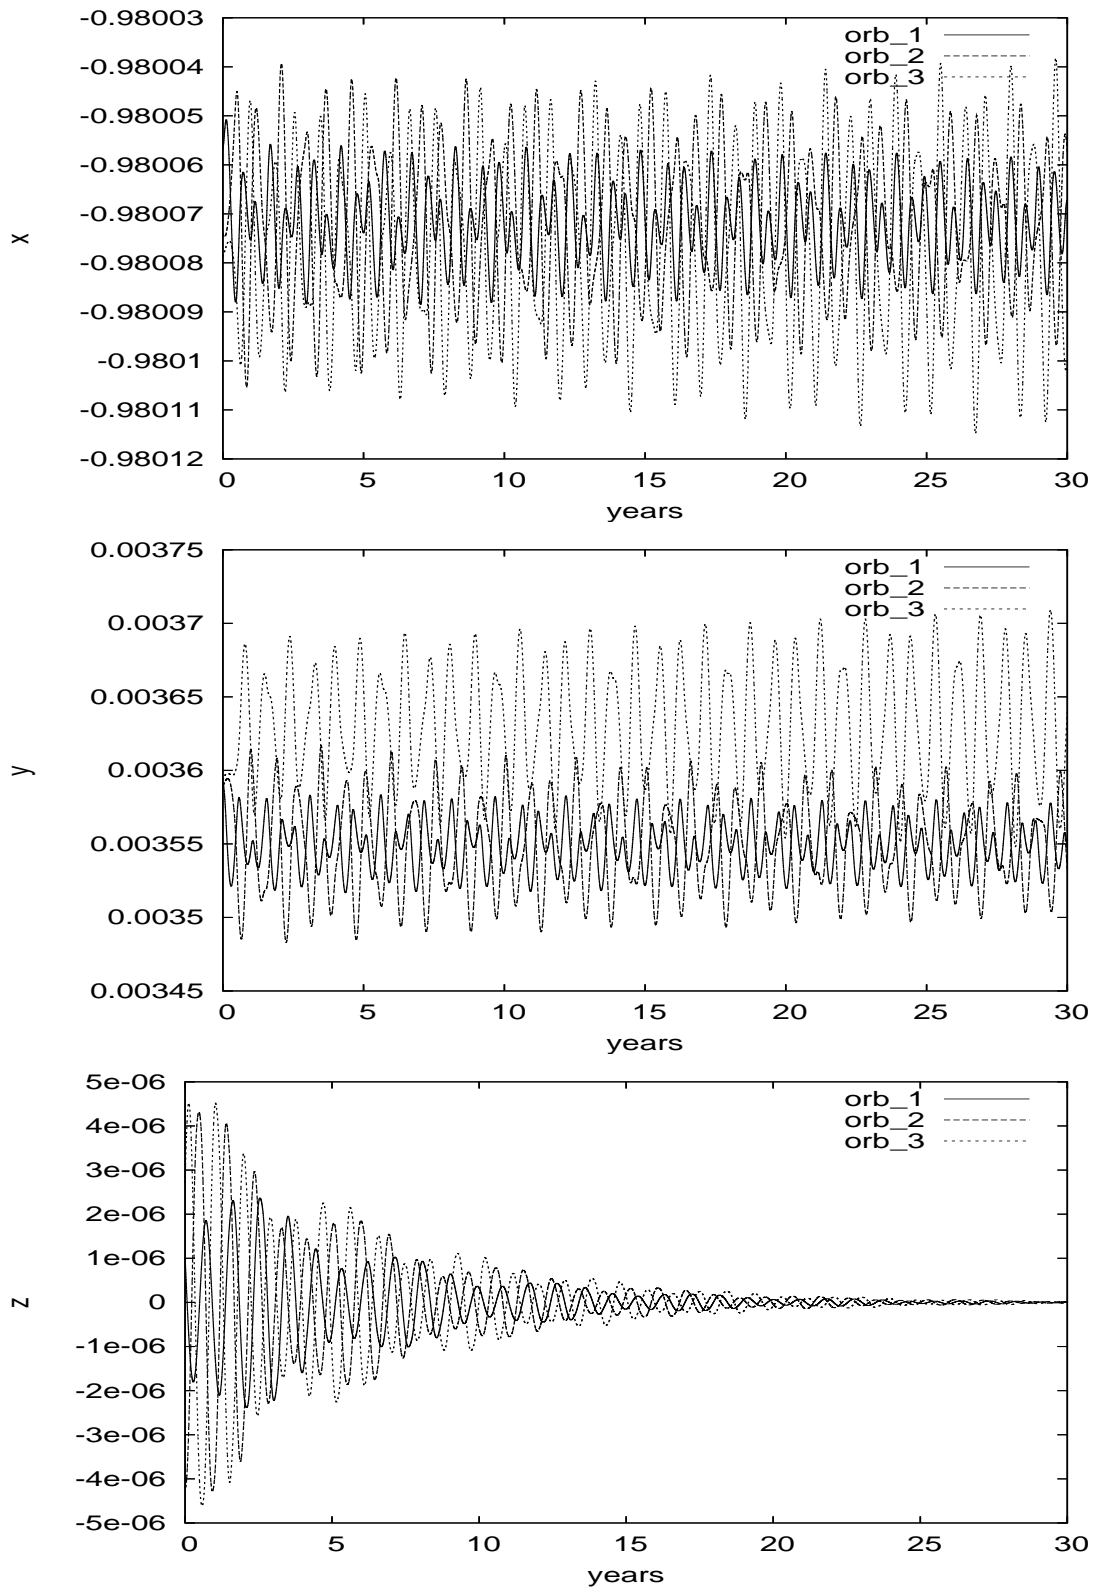 -0.98003
-0.98004
-0.98005
-0.98006
-0.98007
-0.98008
-0.98009
-0.9801
-0.98011
-0.98012
x
orb_1
orb_2
orb_3
0 5 10 15 20 25 30
years
0.00375
0.0037
0.00365
0.0036
0.00355
0.0035
0.00345
y
orb_1
orb_2
orb_3
0 5 10 15 20 25 30
years
5e-06
4e-06
3e-06
2e-06
1e-06
0
-1e-06
-2e-06
-3e-06
-4e-06
-5e-06
z
orb_1
orb_2
orb_3
0 5 10 15 20 25 30
years